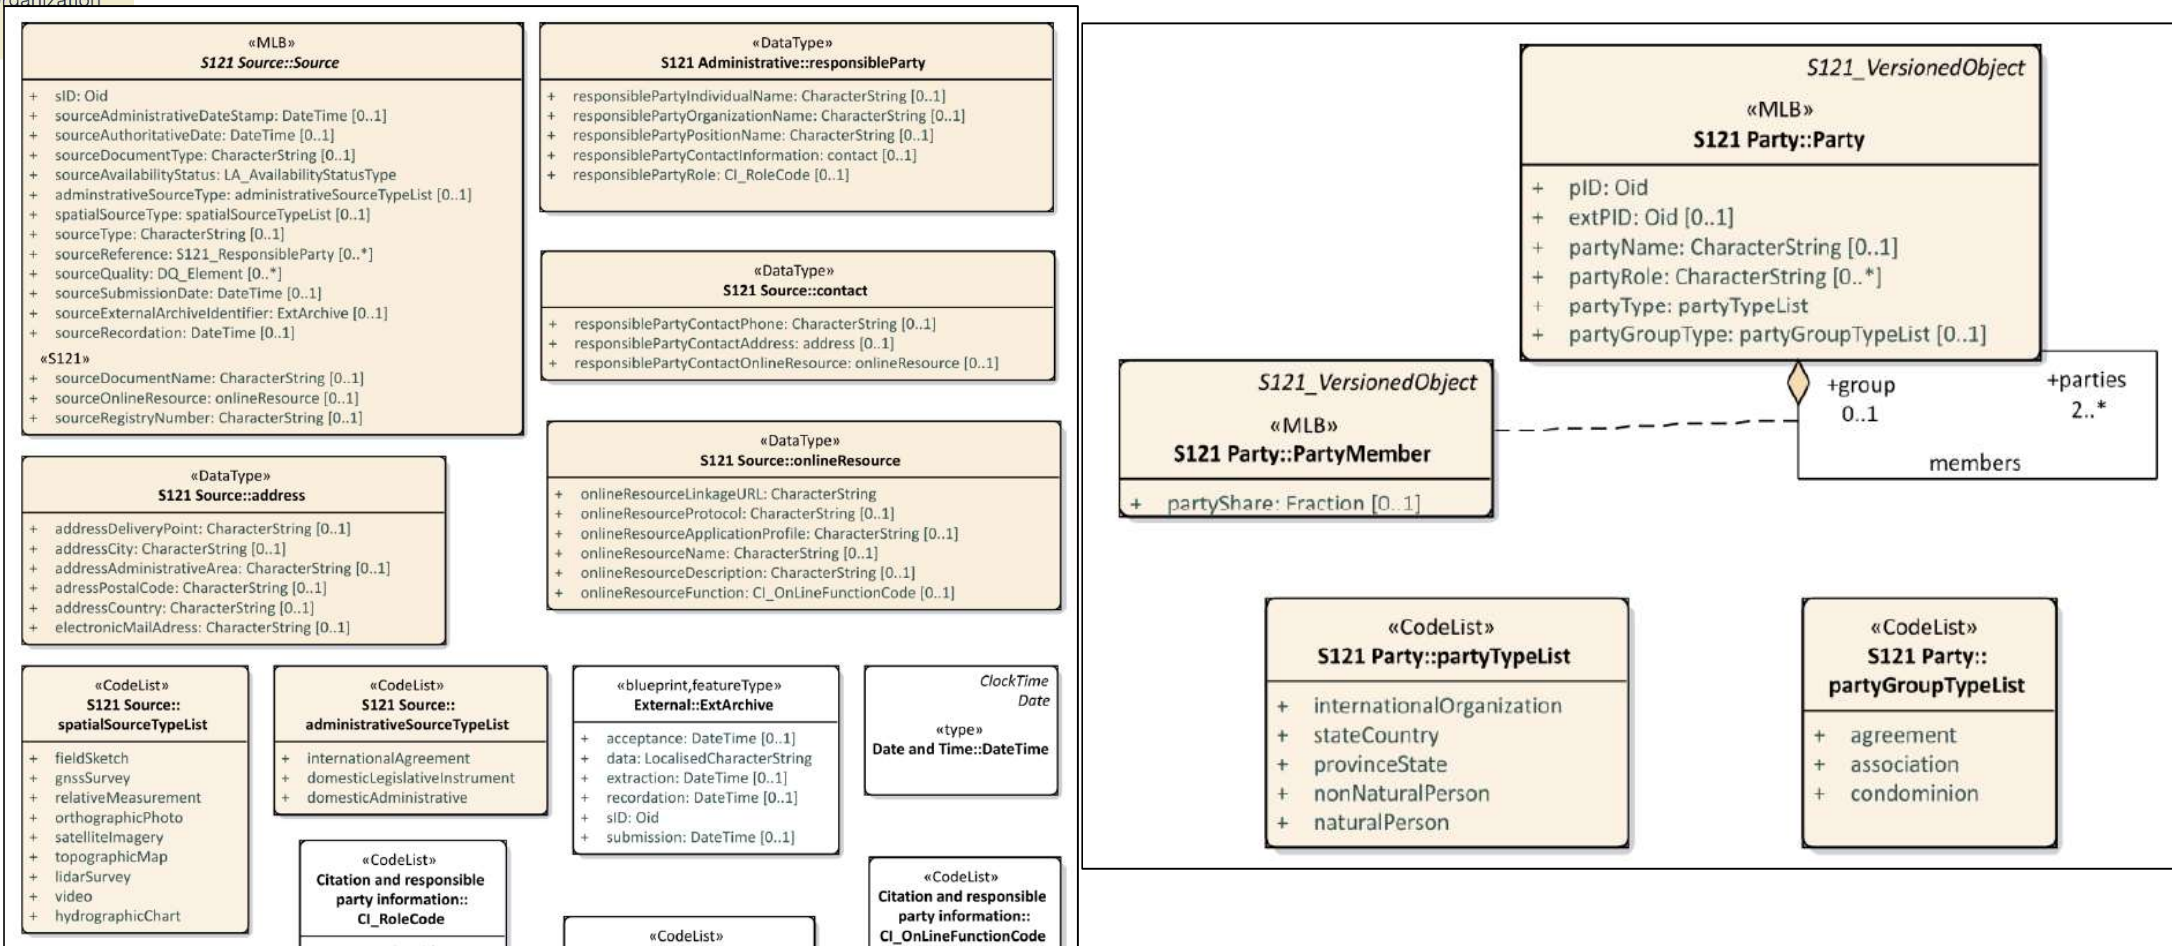 «MLB»
S121 Source::Source
+ sID: Oid
+ sourceAdministrativeDateStamp: DateTime [0..1]
+ sourceAuthoritativeDate: DateTime [0..1]
+ sourceDocumentType: CharacterString [0..1]
+ sourceAvailabilityStatus: LA_AvailabilityStatusType
+ adminstrativeSourceType: administrativeSourceTypeList [0..1]
+ spatialSourceType: spatialSourceTypeList [0..1]
+ sourceType: CharacterString [0..1]
+ sourceReference: S121_ResponsibleParty [0..*]
+ sourceQuality: DQ_Element [0..*]
+ sourceSubmissionDate: DateTime [0..1]
+ sourceExternalArchiveIdentifier: ExtArchive [0..1]
+ sourceRecordation: DateTime [0..1]
«S121»
+ sourceDocumentName: CharacterString [0..1]
+ sourceOnlineResource: onlineResource [0..1]
+ sourceRegistryNumber: CharacterString [0..1]
«DataType»
S121 Administrative::responsibleParty
+ responsiblePartyIndividualName: CharacterString [0..1]
+ responsiblePartyOrganizationName: CharacterString [0..1]
+ responsiblePartyPositionName: CharacterString [0..1]
+ responsiblePartyContactInformation: contact [0..1]
+ responsiblePartyRole: CI_RoleCode [0..1]
«DataType»
S121 Source::contact
+ responsiblePartyContactPhone: CharacterString [0..1]
+ responsiblePartyContactAddress: address [0..1]
+ responsiblePartyContactOnlineResource: onlineResource [0..1]
«DataType»
S121 Source::address
+ addressDeliveryPoint: CharacterString [0..1]
+ addressCity: CharacterString [0..1]
+ addressAdministrativeArea: CharacterString [0..1]
+ adressPostalCode: CharacterString [0..1]
+ addressCountry: CharacterString [0..1]
+ electronicMailAdress: CharacterString [0..1]
«DataType»
S121 Source::onlineResource
+ onlineResourceLinkageURL: CharacterString
+ onlineResourceProtocol: CharacterString [0..1]
+ onlineResourceApplicationProfile: CharacterString [0..1]
+ onlineResourceName: CharacterString [0..1]
+ onlineResourceDescription: CharacterString [0..1]
+ onlineResourceFunction: CI_OnLineFunctionCode [0..1]
«CodeList»
S121 Source::
spatialSourceTypeList
+ fieldSketch
+ gnssSurvey
+ relativeMeasurement
+ orthographicPhoto
+ satelliteImagery
+ topographicMap
+ lidarSurvey
+ video
+ hydrographicChart
«CodeList»
S121 Source::
administrativeSourceTypeList
+ internationalAgreement
+ domesticLegislativeInstrument
+ domesticAdministrative
«blueprint,featureType»
External::ExtArchive
+ acceptance: DateTime [0..1]
+ data: LocalisedCharacterString
+ extraction: DateTime [0..1]
+ recordation: DateTime [0..1]
+ sID: Oid
+ submission: DateTime [0..1]
ClockTime
Date
«type»
Date and Time::DateTime
«CodeList»
Citation and responsible
party information::
CI_RoleCode
«CodeList»
«CodeList»
Citation and responsible
party information::
CI_OnLineFunctionCode
S121_VersionedObject
«MLB»
S121 Party::Party
+ pID: Oid
+ extPID: Oid [0..1]
+ partyName: CharacterString [0..1]
+ partyRole: CharacterString [0..*]
+ partyType: partyTypeList
+ partyGroupType: partyGroupTypeList [0..1]
S121_VersionedObject
«MLB»
S121 Party::PartyMember
+ partyShare: Fraction [0..1]
+group
0..1
+parties
2..*
members
«CodeList»
S121 Party::partyTypeList
+ internationalOrganization
+ stateCountry
+ provinceState
+ nonNaturalPerson
+ naturalPerson
«CodeList»
S121 Party::
partyGroupTypeList
+ agreement
+ association
+ condominion